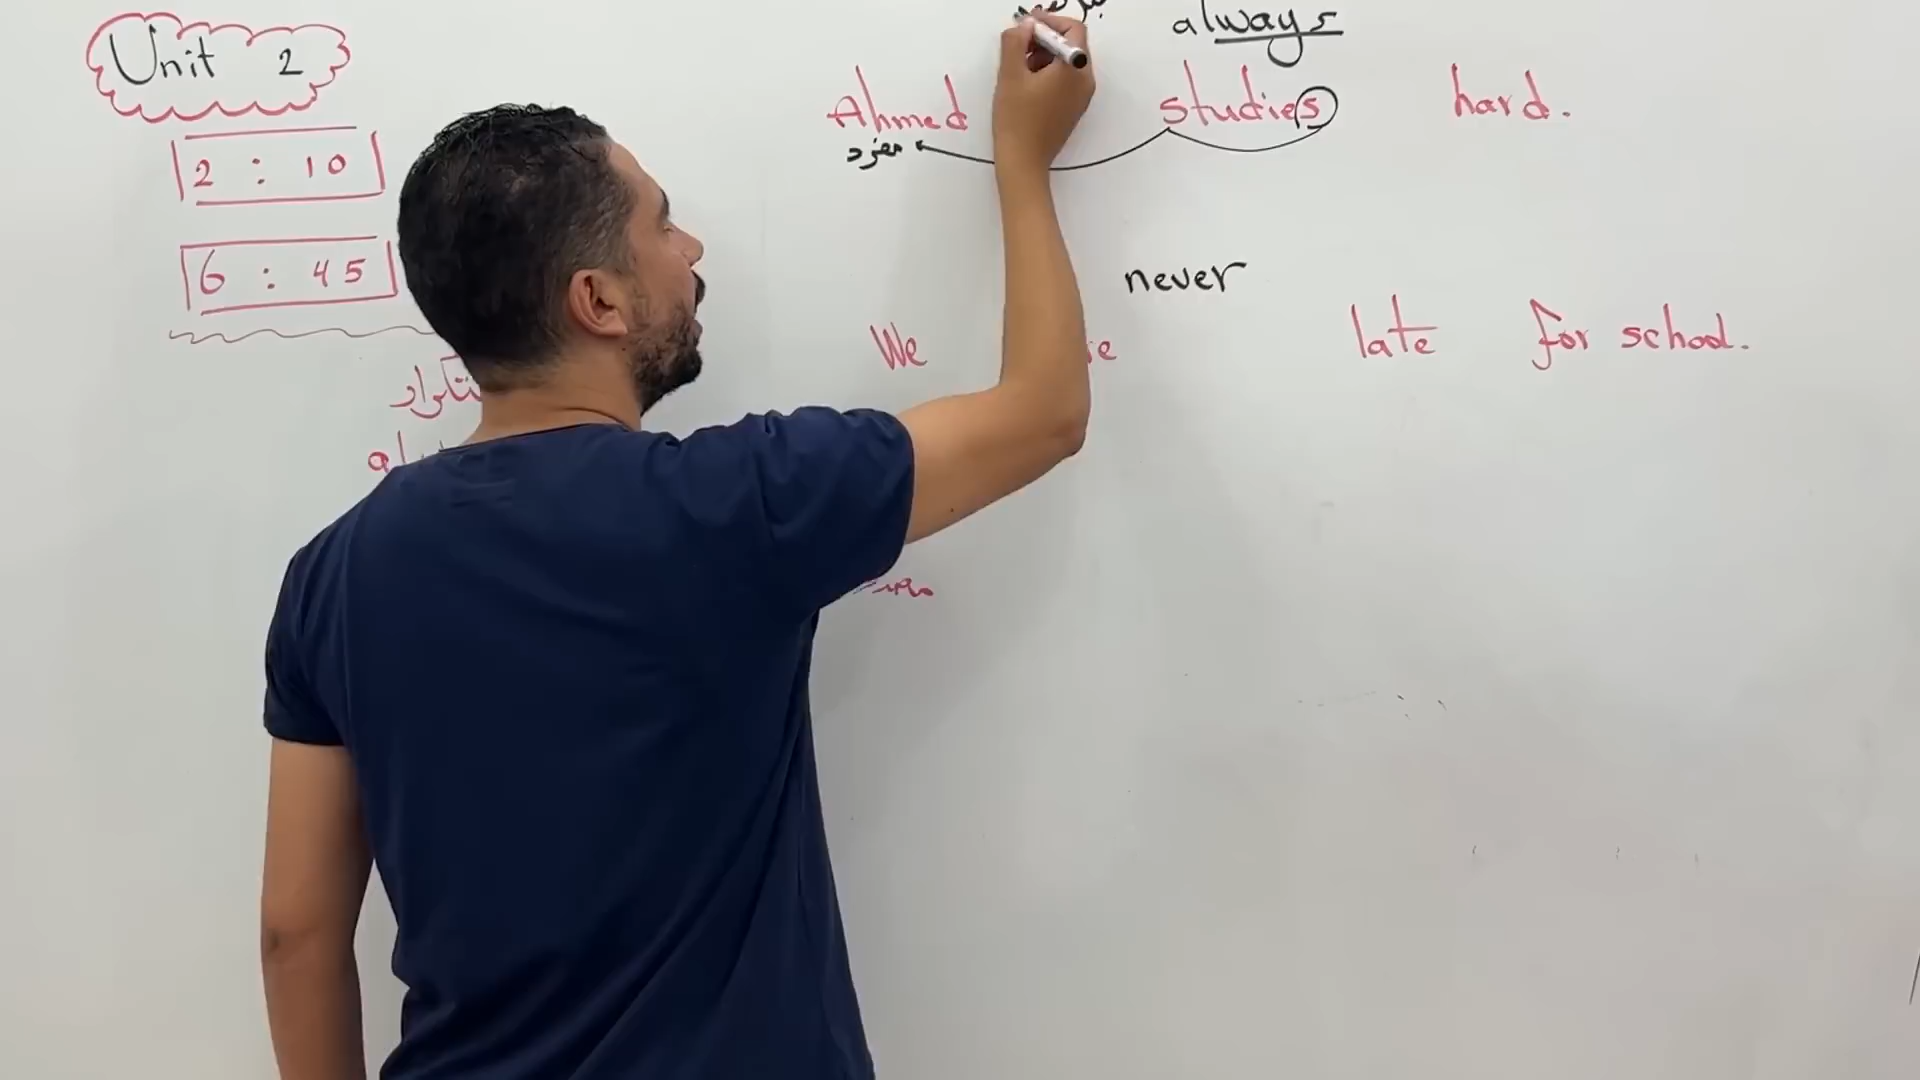 Unit 2
2 : 10
6 : 45
always
Ahmed studies hard.
مفرد
never
We late for school.